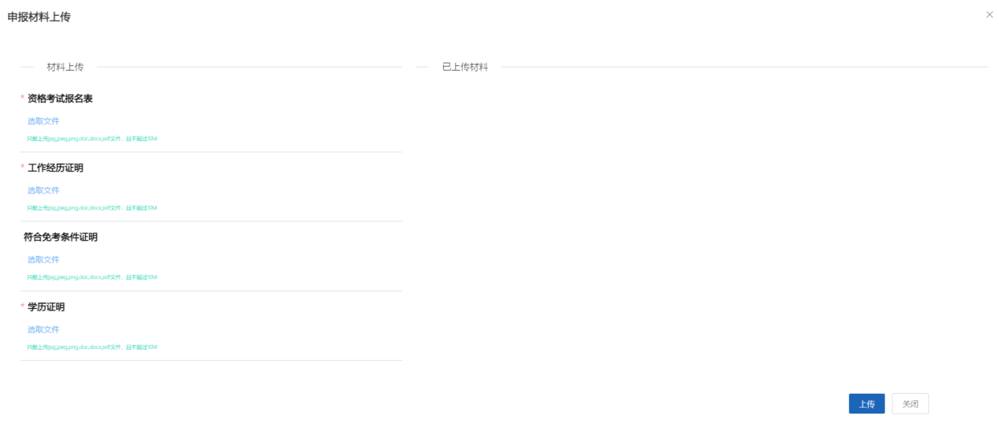 申报材料上传
材料上传
已上传材料
* 资格考试报名表
选取文件
只能上传jpg,jpeg,png,doc,docx,pdf文件，且不超过10M
* 工作经历证明
选取文件
只能上传jpg,jpeg,png,doc,docx,pdf文件，且不超过10M
符合免考条件证明
选取文件
只能上传jpg,jpeg,png,doc,docx,pdf文件，且不超过10M
* 学历证明
选取文件
只能上传jpg,jpeg,png,doc,docx,pdf文件，且不超过10M
上传
关闭